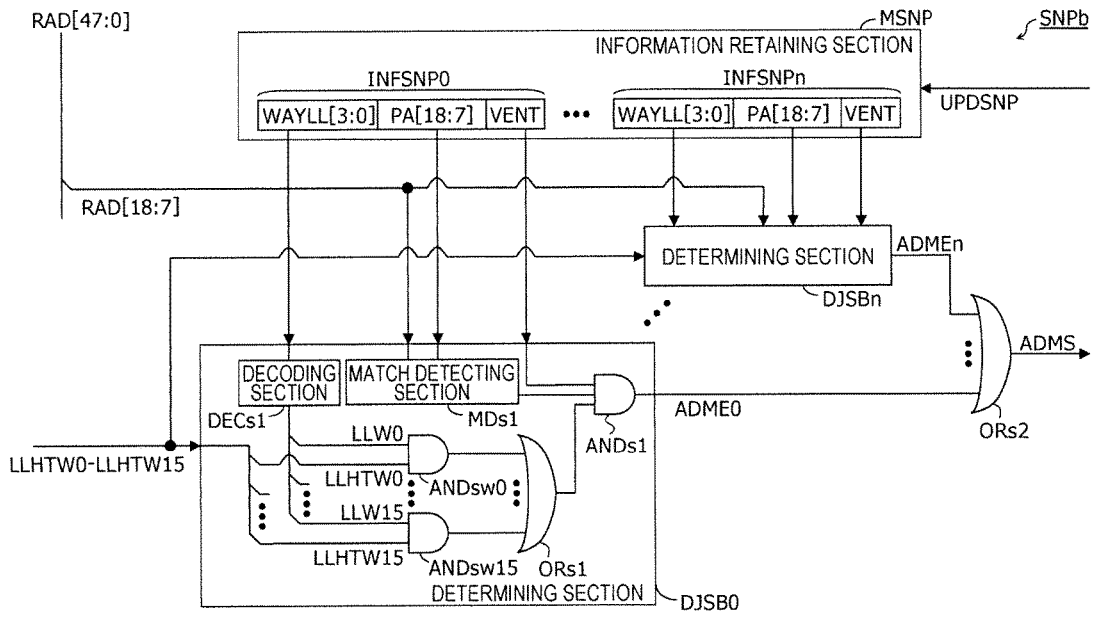 RAD[47:0]
MSNP
SNPb
INFORMATION RETAINING SECTION
INFSNP0
INFSNPn
WAYLL[3:0] PA[18:7] VENT
WAYLL[3:0] PA[18:7] VENT
UPDSNP
RAD[18:7]
DETERMINING SECTION
ADMEn
DJSBn
ADMS
DECODING
SECTION
MATCH DETECTING
SECTION
DECs1
MDs1
ANDs1
ADME0
ORs2
LLHTW0-LLHTW15
LLW0
LLHTW0
ANDsw0
LLW15
LLHTW15
ANDsw15
ORs1
DETERMINING SECTION
DJSB0